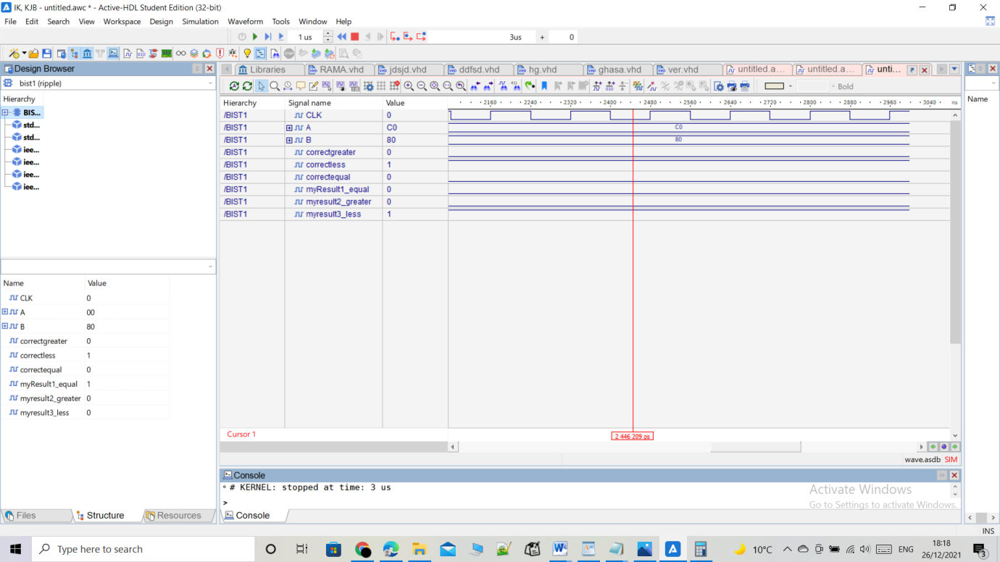 IK, KJB - untitled.awc * - Active-HDL Student Edition (32-bit)
File Edit Search View Workspace Design Simulation Waveform Tools Window Help
1 us 3us + 0
Design Browser
bist1 (ripple)
Hierarchy
BIS...
std...
std...
iee...
iee...
iee...
iee...
Name Value
CLK 0
A 00
B 80
correctgreater 0
correctless 1
correctequal 0
myResult1_equal 1
myresult2_greater 0
myresult3_less 0
Files Structure Resources
Libraries RAMA.vhd jdsjd.vhd ddfsd.vhd hg.vhd ghasa.vhd ver.vhd untitled.a... untitled.a... unti...
Bold
Hierarchy Signal name Value 2160 2240 2320 2400 2480 2560 2640 2720 2800 2880 2960 3040 ns
/BIST1 CLK 0
/BIST1 A C0 C0
/BIST1 B 80 80
/BIST1 correctgreater 0
/BIST1 correctless 1
/BIST1 correctequal 0
/BIST1 myResult1_equal 0
/BIST1 myresult2_greater 0
/BIST1 myresult3_less 1
Cursor 1 2 446 209 ps
wave.asdb SIM
Console
# KERNEL: stopped at time: 3 us
>
Console
Name
Activate Windows
Go to Settings to activate Windows.
INS
Type here to search
10°C ENG 18:18 26/12/2021 3